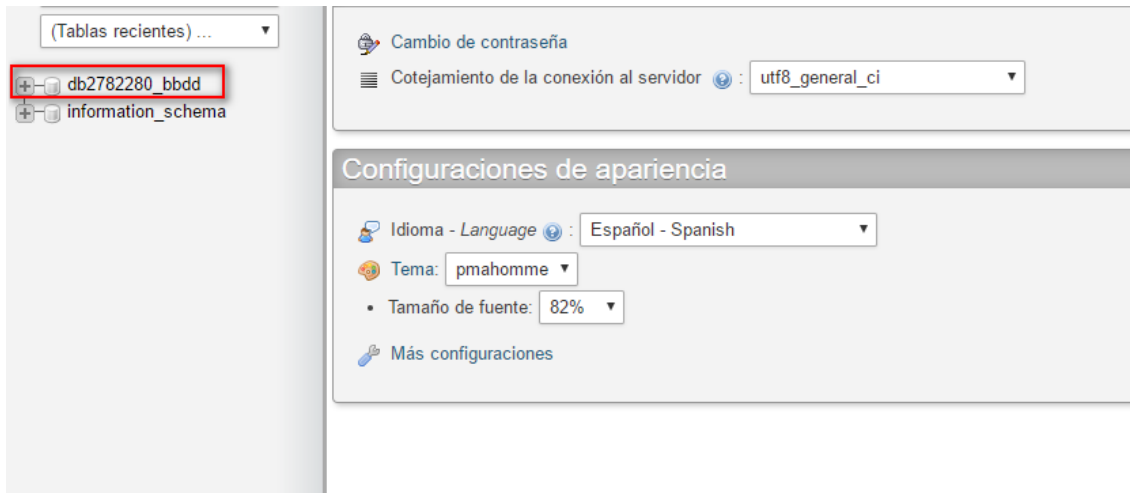 (Tablas recientes) ...
db2782280_bbdd
information_schema
Cambio de contraseña
Cotejamiento de la conexión al servidor : utf8_general_ci
Configuraciones de apariencia
Idioma - Language : Español - Spanish
Tema: pmahomme
• Tamaño de fuente: 82%
Más configuraciones